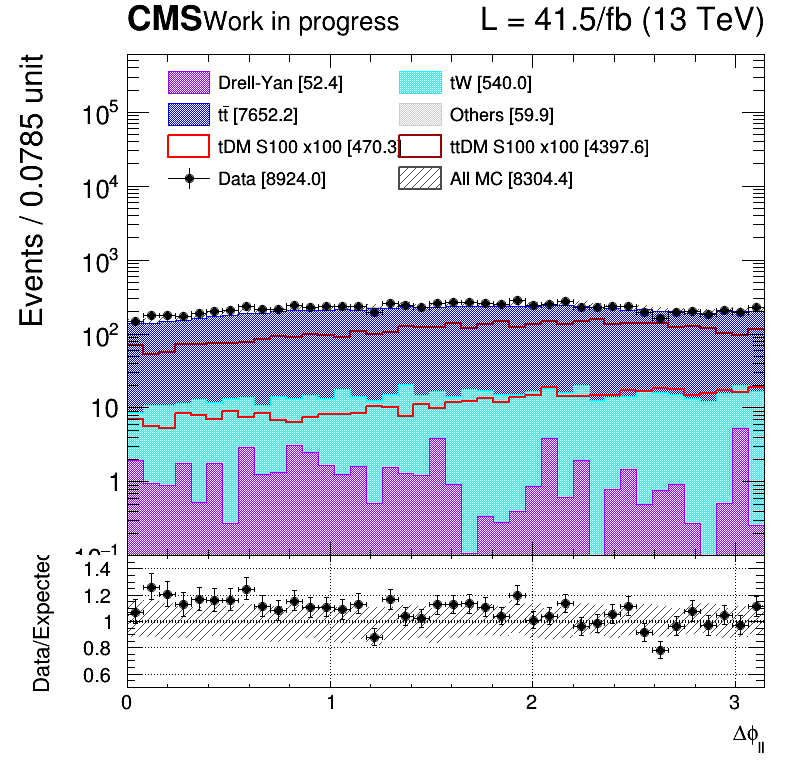 CMS Work in progress L = 41.5/fb (13 TeV)
Drell-Yan [52.4] tW [540.0]
tt̄ [7652.2] Others [59.9]
tDM S100 x100 [470.3] ttDM S100 x100 [4397.6]
Data [8924.0] All MC [8304.4]
Events / 0.0785 unit
10⁵
10⁴
10³
10²
10
1
10⁻¹
Data/Expected
1.4
1.2
1
0.8
0.6
0 1 2 3
Δϕ_ll